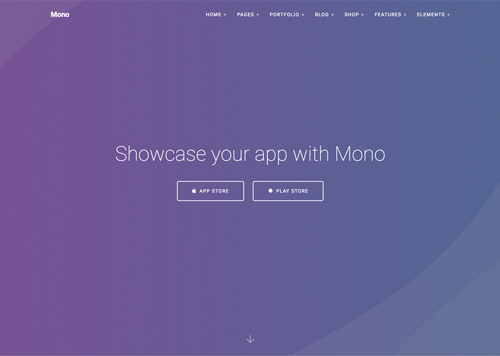 Mono
HOME + PAGES + PORTFOLIO + BLOG + SHOP + FEATURES + ELEMENTS +
Showcase your app with Mono
APP STORE PLAY STORE